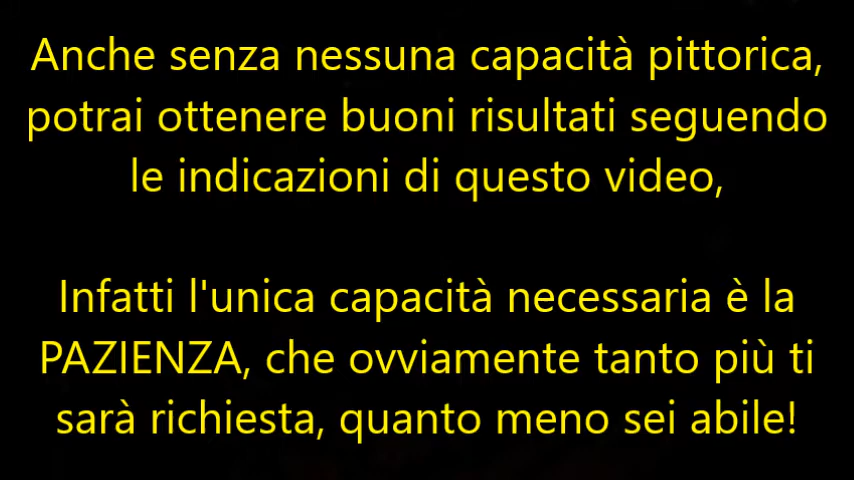 Anche senza nessuna capacità pittorica,
potrai ottenere buoni risultati seguendo
le indicazioni di questo video,
Infatti l'unica capacità necessaria è la
PAZIENZA, che ovviamente tanto più ti
sarà richiesta, quanto meno sei abile!